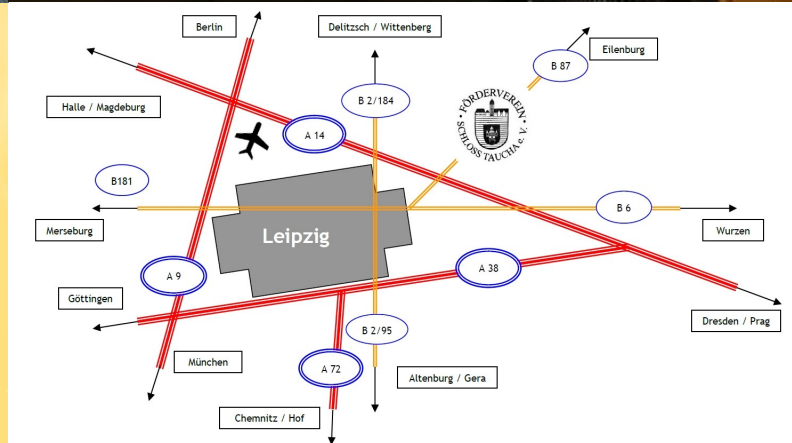 Berlin
Delitzsch / Wittenberg
Eilenburg
B 87
Halle / Magdeburg
B 2/184
FÖRDERVEREIN
SCHLOSS TAUCHA e. V.
A 14
B181
B 6
Merseburg
Leipzig
Wurzen
A 9
A 38
Göttingen
Dresden / Prag
B 2/95
München
A 72
Altenburg / Gera
Chemnitz / Hof